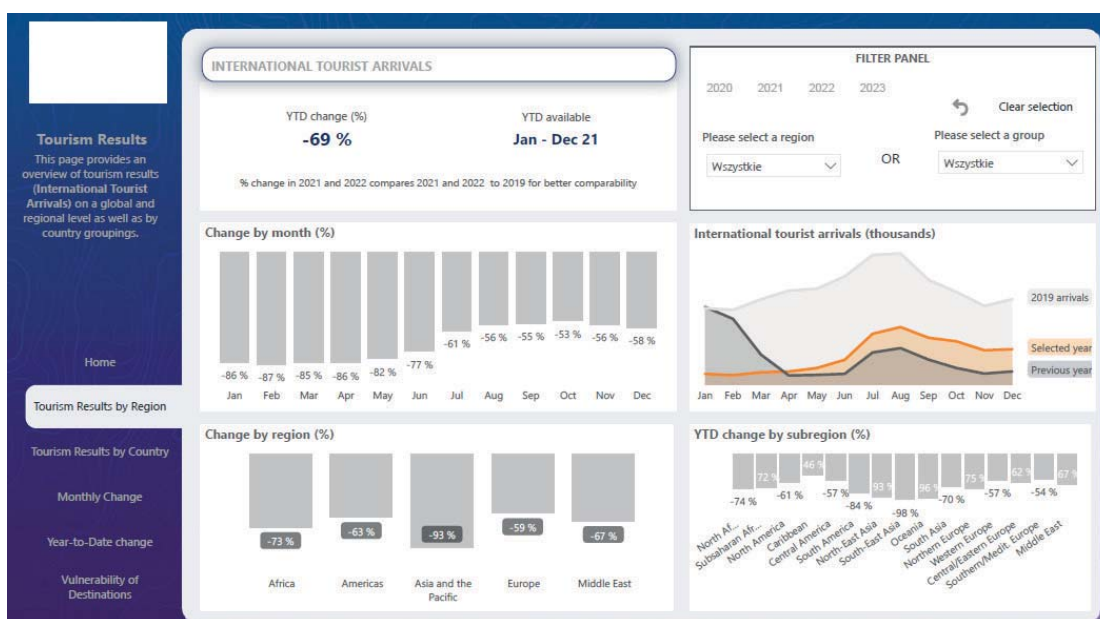 Tourism Results
This page provides an
overview of tourism results
(International Tourist
Arrivals) on a global and
regional level as well as by
country groupings.
Home
Tourism Results by Region
Tourism Results by Country
Monthly Change
Year-to-Date change
Vulnerability of
Destinations
INTERNATIONAL TOURIST ARRIVALS
YTD change (%)
YTD available
-69 %
Jan - Dec 21
% change in 2021 and 2022 compares 2021 and 2022 to 2019 for better comparability
FILTER PANEL
2020 2021 2022 2023
Clear selection
Please select a region
Please select a group
Wszystkie
OR
Wszystkie
Change by month (%)
-86 % -87 % -85 % -86 % -82 % -77 % -61 % -56 % -55 % -53 % -56 % -58 %
Jan Feb Mar Apr May Jun Jul Aug Sep Oct Nov Dec
International tourist arrivals (thousands)
2019 arrivals
Selected year
Previous year
Jan Feb Mar Apr May Jun Jul Aug Sep Oct Nov Dec
Change by region (%)
-73 % -63 % -93 % -59 % -67 %
Africa Americas Asia and the Pacific Europe Middle East
YTD change by subregion (%)
-74 % 72 % -61 % 46 % -57 % -84 % 93 % -98 % 96 % -70 % 75 % -57 % 62 % -54 % 67 %
North Af...
Subsaharan Afr...
North America
Caribbean
Central America
South America
North-East Asia
South-East Asia
Oceania
South Asia
Northern Europe
Western Europe
Central/Eastern Europe
Southern/Medit. Europe
Middle East